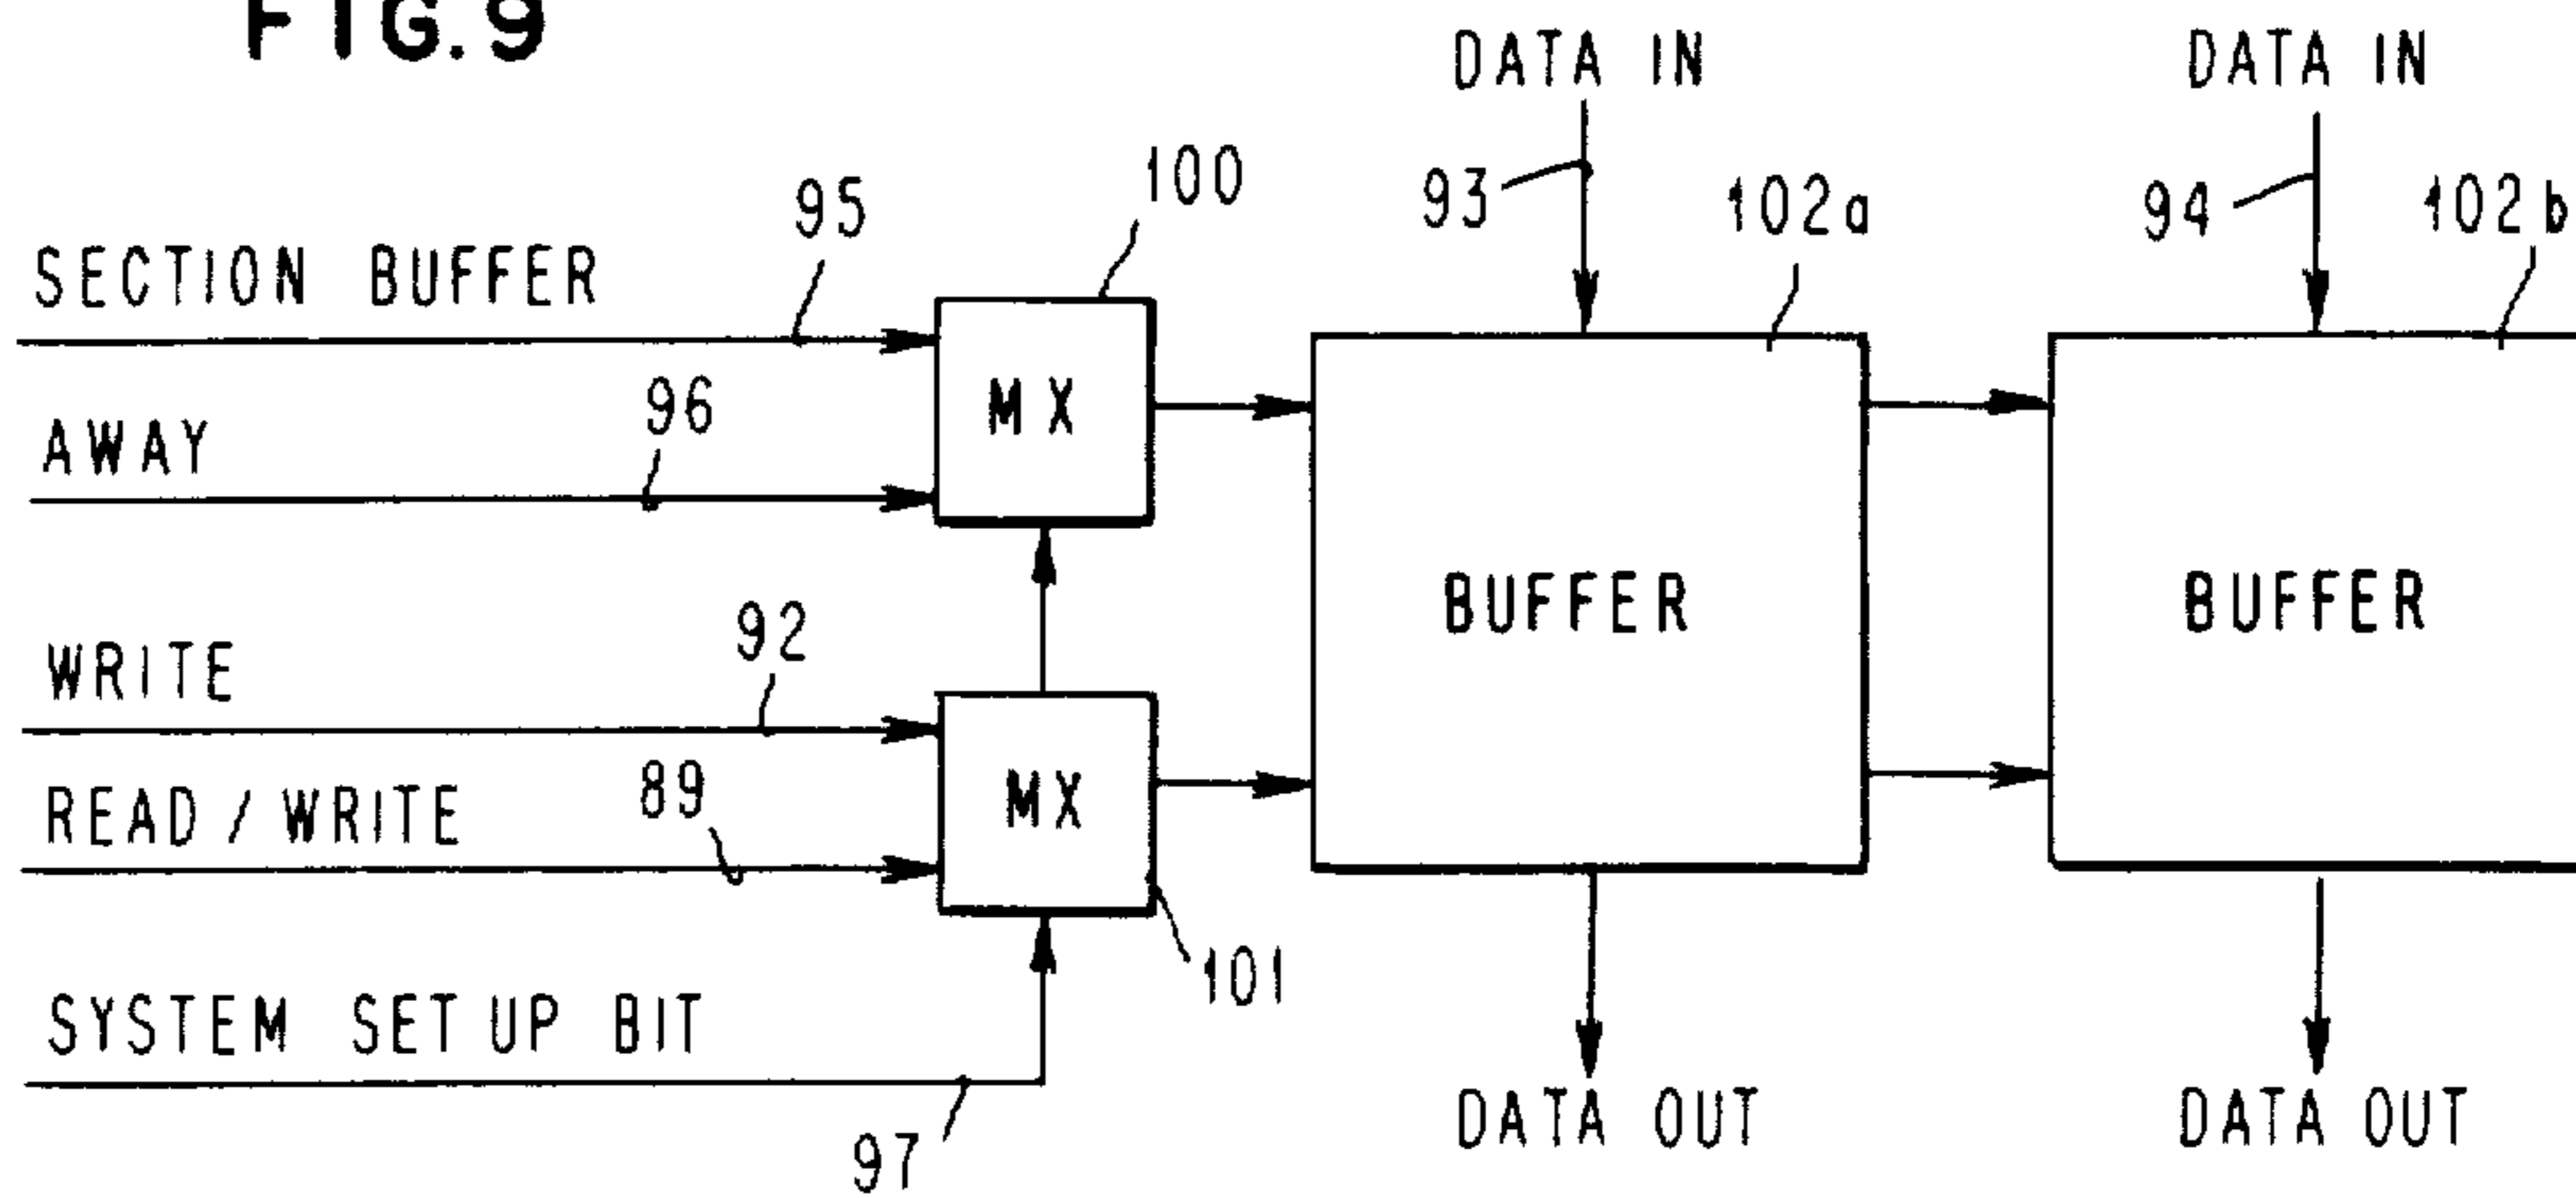 FIG. 9
DATA IN
DATA IN
100
93
102a
94
102b
95
SECTION BUFFER
96
AWAY
MX
BUFFER
BUFFER
92
WRITE
89
READ / WRITE
MX
101
SYSTEM SET UP BIT
97
DATA OUT
DATA OUT